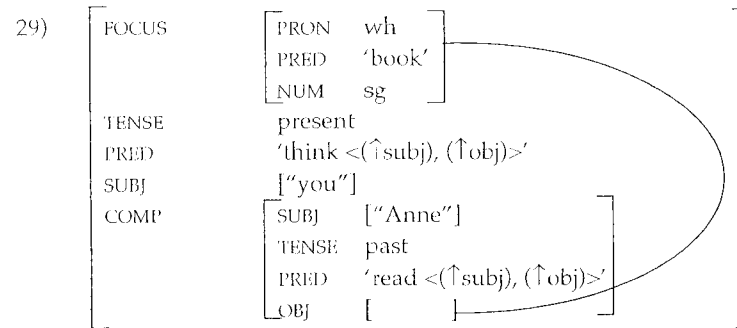 29) FOCUS PRON wh
PRED ‘book’
NUM sg
TENSE present
PRED ‘think <(↑subj), (↑obj)>’
SUBJ [“you”]
COMP SUBJ [“Anne”]
TENSE past
PRED ‘read <(↑subj), (↑obj)>’
OBJ [ ]